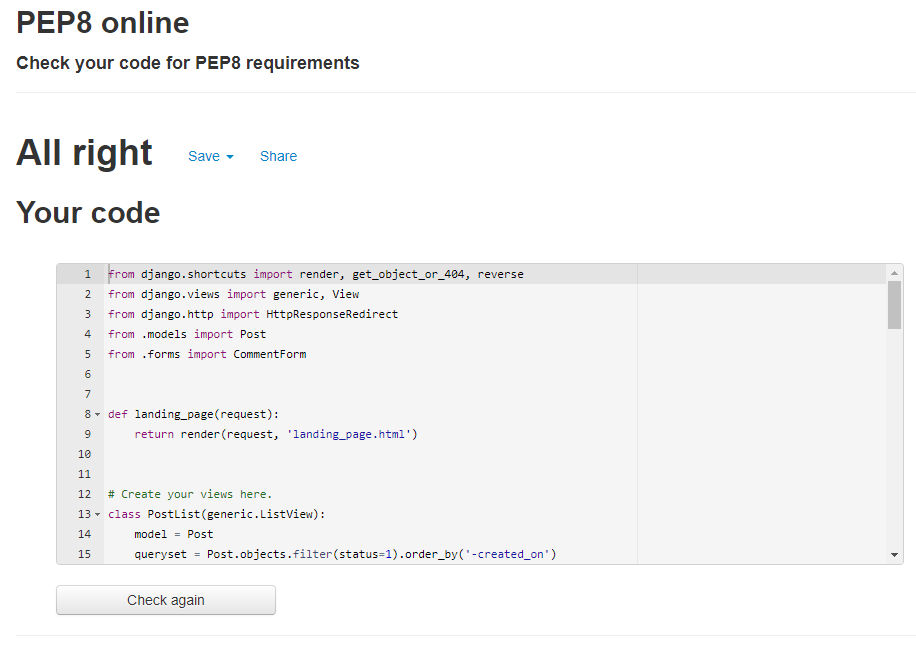 PEP8 online
Check your code for PEP8 requirements
All right Save Share
Your code
1 from django.shortcuts import render, get_object_or_404, reverse
2 from django.views import generic, View
3 from django.http import HttpResponseRedirect
4 from .models import Post
5 from .forms import CommentForm
6
7
8 def landing_page(request):
9     return render(request, 'landing_page.html')
10
11
12 # Create your views here.
13 class PostList(generic.ListView):
14     model = Post
15     queryset = Post.objects.filter(status=1).order_by('-created_on')
Check again